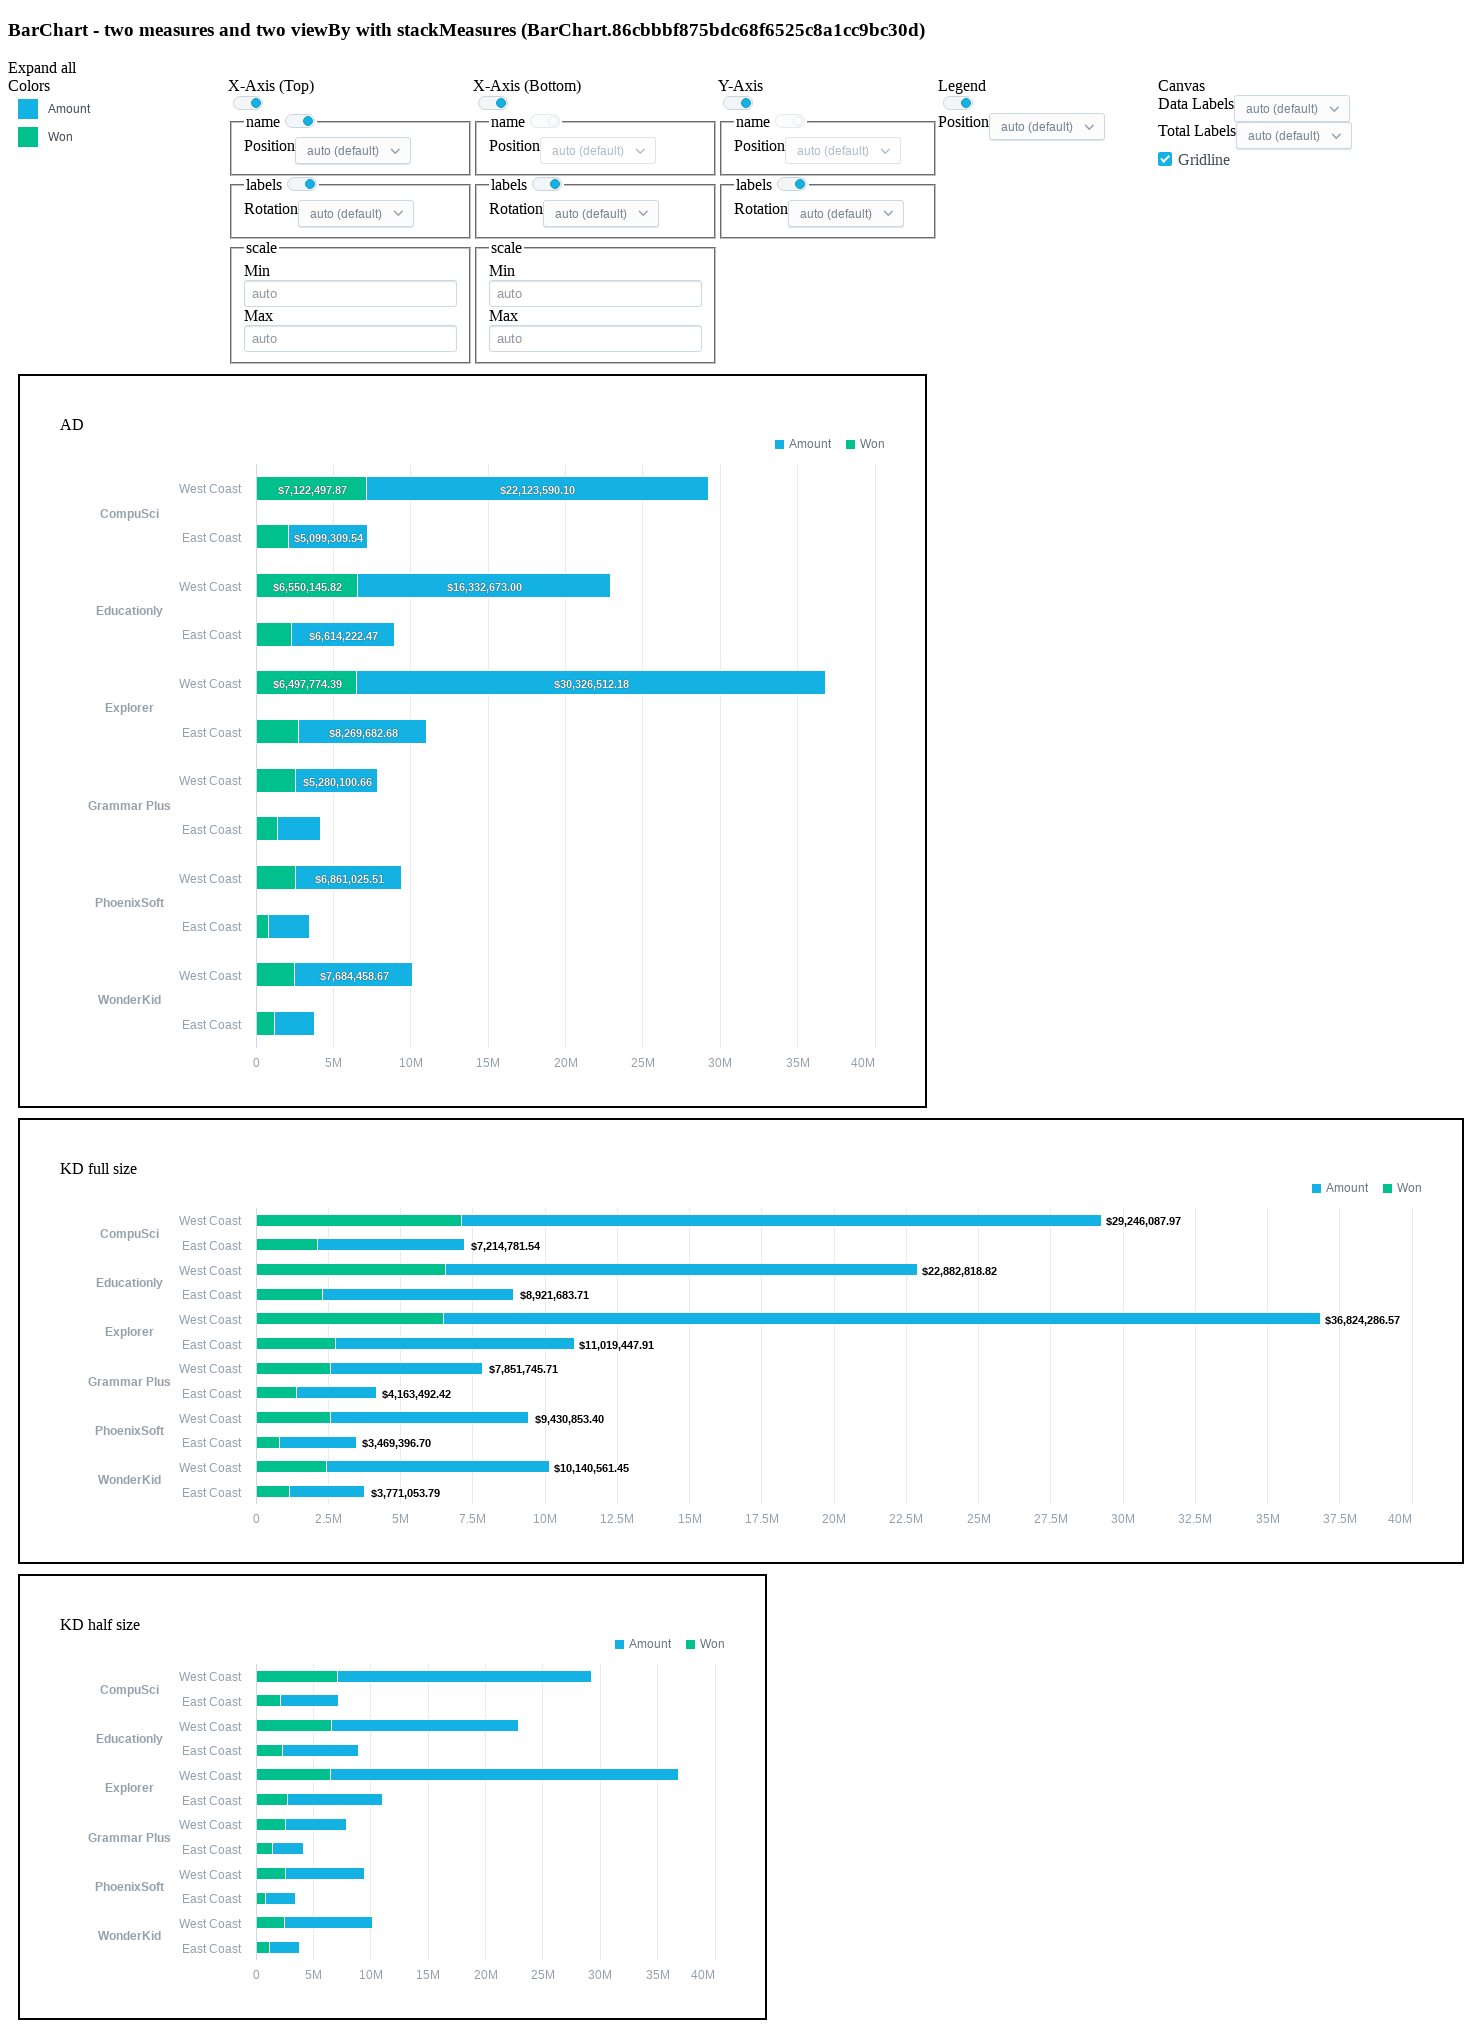 BarChart - two measures and two viewBy with stackMeasures (BarChart.86cbbbf875bdc68f6525c8a1cc9bc30d)
Expand all
Colors
Amount
Won
X-Axis (Top)
name
Position auto (default)
labels
Rotation auto (default)
scale
Min
auto
Max
auto
X-Axis (Bottom)
name
Position auto (default)
labels
Rotation auto (default)
scale
Min
auto
Max
auto
Y-Axis
name
Position auto (default)
labels
Rotation auto (default)
Legend
Position auto (default)
Canvas
Data Labels auto (default)
Total Labels auto (default)
Gridline
AD
Amount Won
West Coast $7,122,497.87 $22,123,590.10
CompuSci
East Coast $5,099,309.54
West Coast $6,550,145.82 $16,332,673.00
Educationly
East Coast $6,614,222.47
West Coast $6,497,774.39 $30,326,512.18
Explorer
East Coast $8,269,682.68
West Coast $5,280,100.66
Grammar Plus
East Coast
West Coast $6,861,025.51
PhoenixSoft
East Coast
West Coast $7,684,458.67
WonderKid
East Coast
0 5M 10M 15M 20M 25M 30M 35M 40M
KD full size
Amount Won
West Coast $29,246,087.97
CompuSci
East Coast $7,214,781.54
West Coast $22,882,818.82
Educationly
East Coast $8,921,683.71
West Coast $36,824,286.57
Explorer
East Coast $11,019,447.91
West Coast $7,851,745.71
Grammar Plus
East Coast $4,163,492.42
West Coast $9,430,853.40
PhoenixSoft
East Coast $3,469,396.70
West Coast $10,140,561.45
WonderKid
East Coast $3,771,053.79
0 2.5M 5M 7.5M 10M 12.5M 15M 17.5M 20M 22.5M 25M 27.5M 30M 32.5M 35M 37.5M 40M
KD half size
Amount Won
West Coast
CompuSci
East Coast
West Coast
Educationly
East Coast
West Coast
Explorer
East Coast
West Coast
Grammar Plus
East Coast
West Coast
PhoenixSoft
East Coast
West Coast
WonderKid
East Coast
0 5M 10M 15M 20M 25M 30M 35M 40M